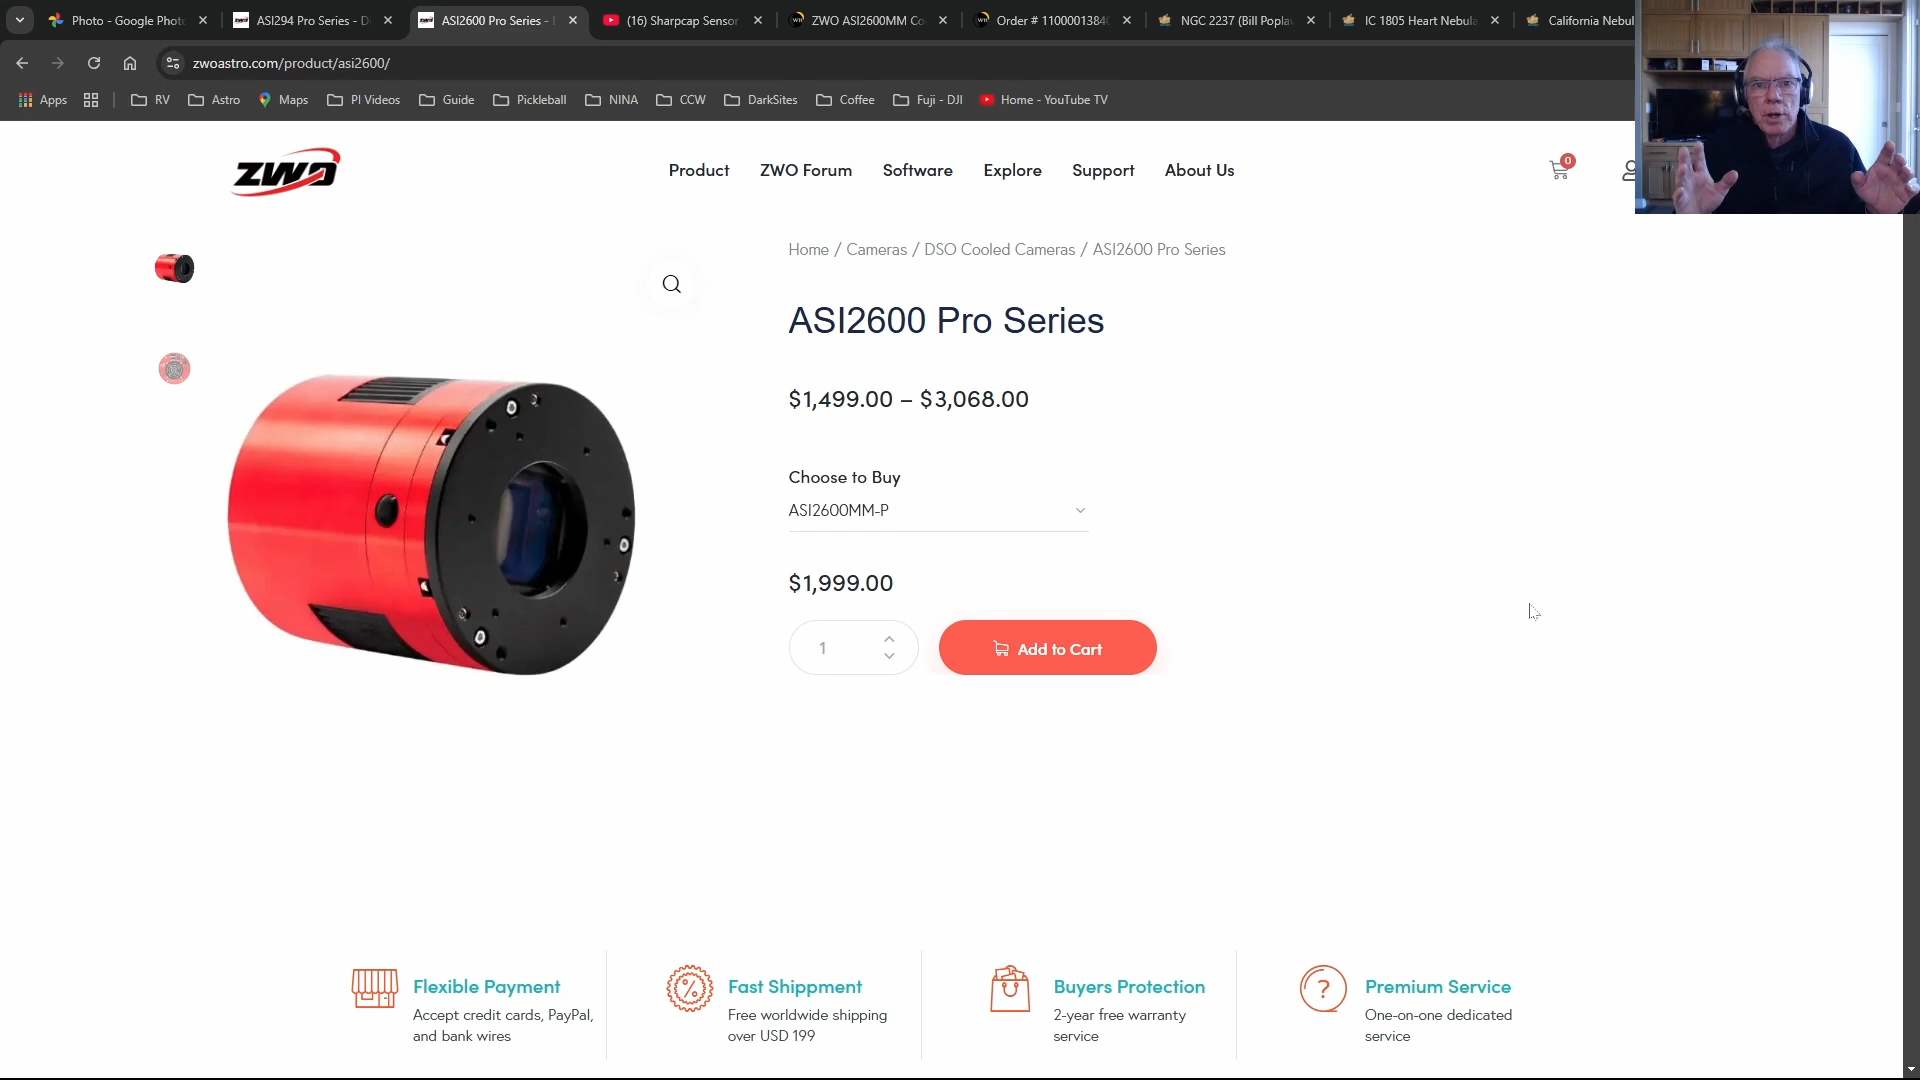 Photo - Google Phot
ASI294 Pro Series - D
ASI2600 Pro Series -
(16) Sharpcap Sensor
ZWO ASI2600MM Co
Order # 1100001384
NGC 2237 (Bill Popla
IC 1805 Heart Nebula
California Nebul
zwoastro.com/product/asi2600/
Apps
RV
Astro
Maps
PI Videos
Guide
Pickleball
NINA
CCW
DarkSites
Coffee
Fuji - DJI
Home - YouTube TV
ZWO
Product
ZWO Forum
Software
Explore
Support
About Us
0
Home / Cameras / DSO Cooled Cameras / ASI2600 Pro Series
ASI2600 Pro Series
$1,499.00 – $3,068.00
Choose to Buy
ASI2600MM-P
$1,999.00
1
Add to Cart
Flexible Payment
Accept credit cards, PayPal,
and bank wires
Fast Shippment
Free worldwide shipping
over USD 199
Buyers Protection
2-year free warranty
service
Premium Service
One-on-one dedicated
service